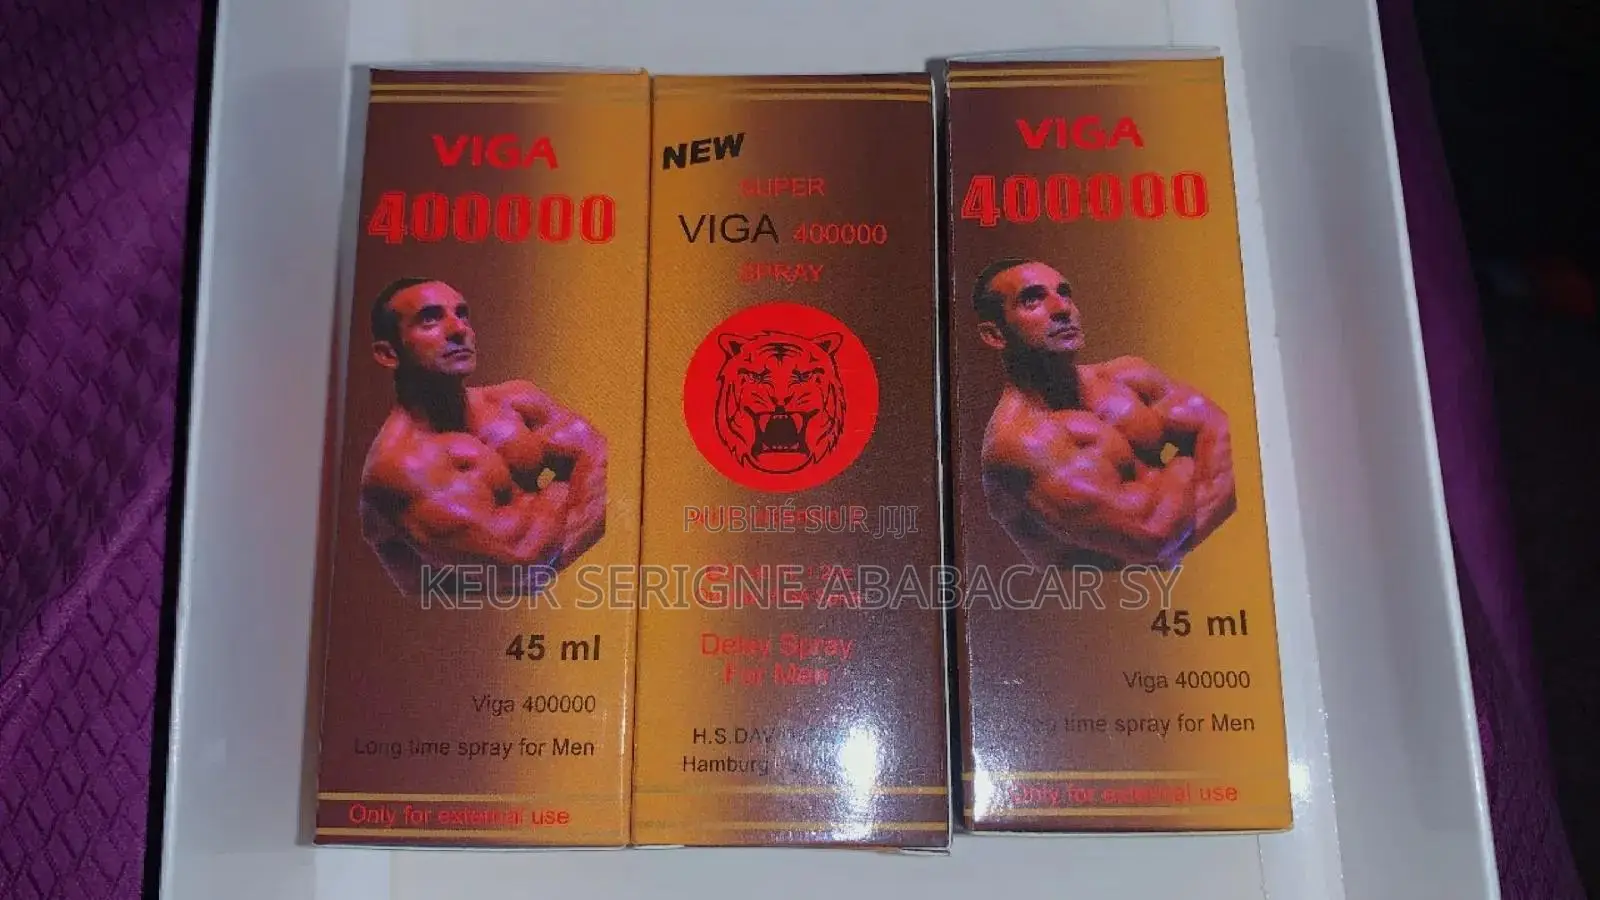 VIGA
400000
45 ml
Viga 400000
Long time spray for Men
Only for external use
NEW
SUPER
VIGA 400000
SPRAY
Delay Spray
For Men
H.S.DAV
Hamburg
VIGA
400000
45 ml
Viga 400000
time spray for Men
Only for external use
PUBLIÉ SUR JIJI
KEUR SERIGNE ABABACAR SY